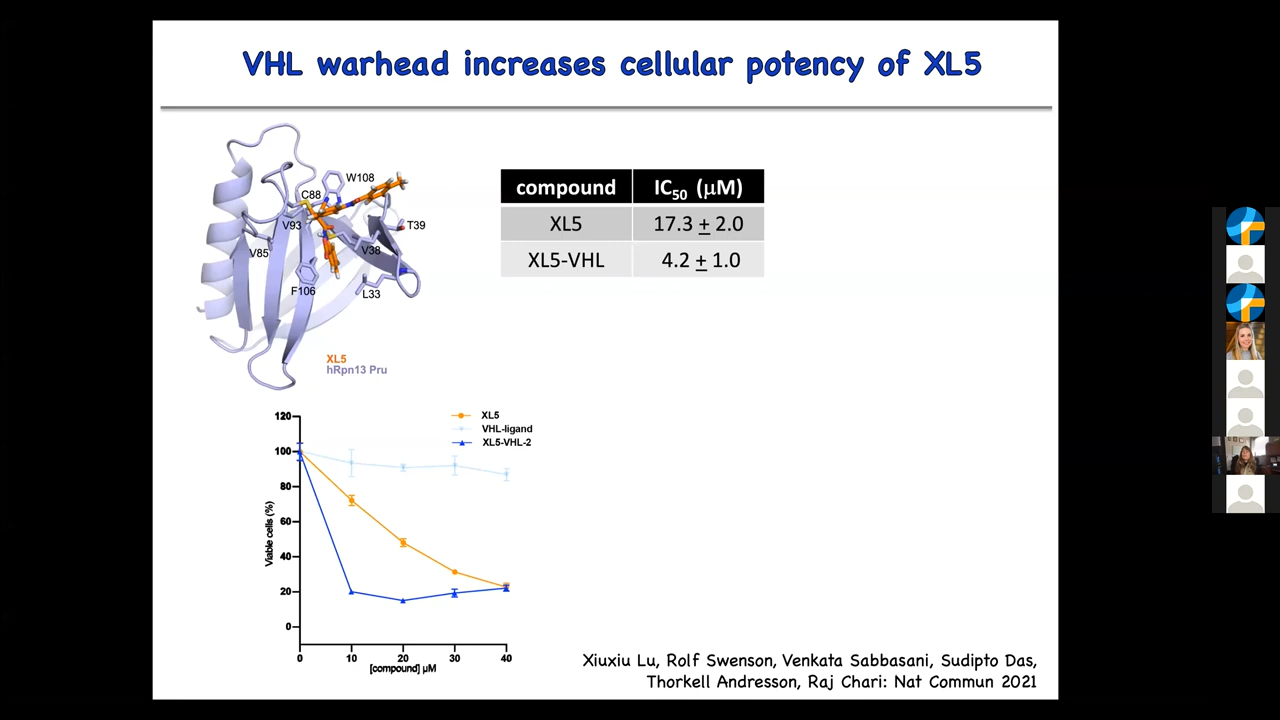 VHL warhead increases cellular potency of XL5
W108
C88
V93
T39
V38
V85
F106
L33
XL5
hRpn13 Pru
compound IC50 (μM)
XL5 17.3 ± 2.0
XL5-VHL 4.2 ± 1.0
XL5
VHL-ligand
XL5-VHL-2
120
100
80
60
40
20
0
Viable cells (%)
0 10 20 30 40
[compound] μM
Xiuxiu Lu, Rolf Swenson, Venkata Sabbasani, Sudipto Das,
Thorkell Andresson, Raj Chari: Nat Commun 2021